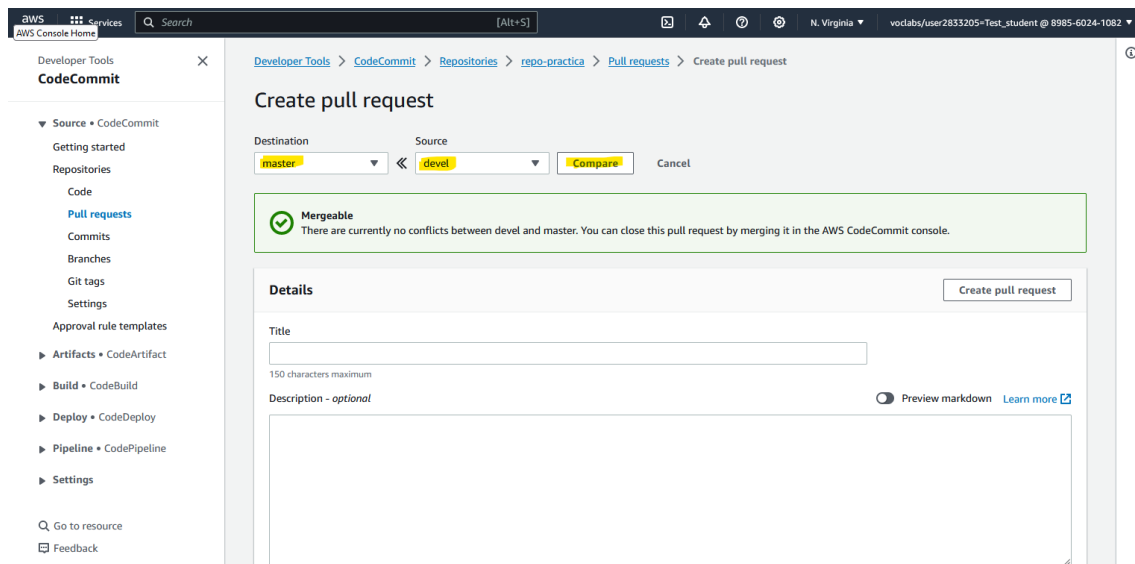 aws Services Search [Alt+S] N. Virginia voclabs/user2833205=Test_student @ 8985-6024-1082
AWS Console Home
Developer Tools
CodeCommit
Source • CodeCommit
Getting started
Repositories
Code
Pull requests
Commits
Branches
Git tags
Settings
Approval rule templates
Artifacts • CodeArtifact
Build • CodeBuild
Deploy • CodeDeploy
Pipeline • CodePipeline
Settings
Go to resource
Feedback
Developer Tools > CodeCommit > Repositories > repo-practica > Pull requests > Create pull request
Create pull request
Destination Source
master devel Compare Cancel
Mergeable
There are currently no conflicts between devel and master. You can close this pull request by merging it in the AWS CodeCommit console.
Details Create pull request
Title
150 characters maximum
Description - optional Preview markdown Learn more